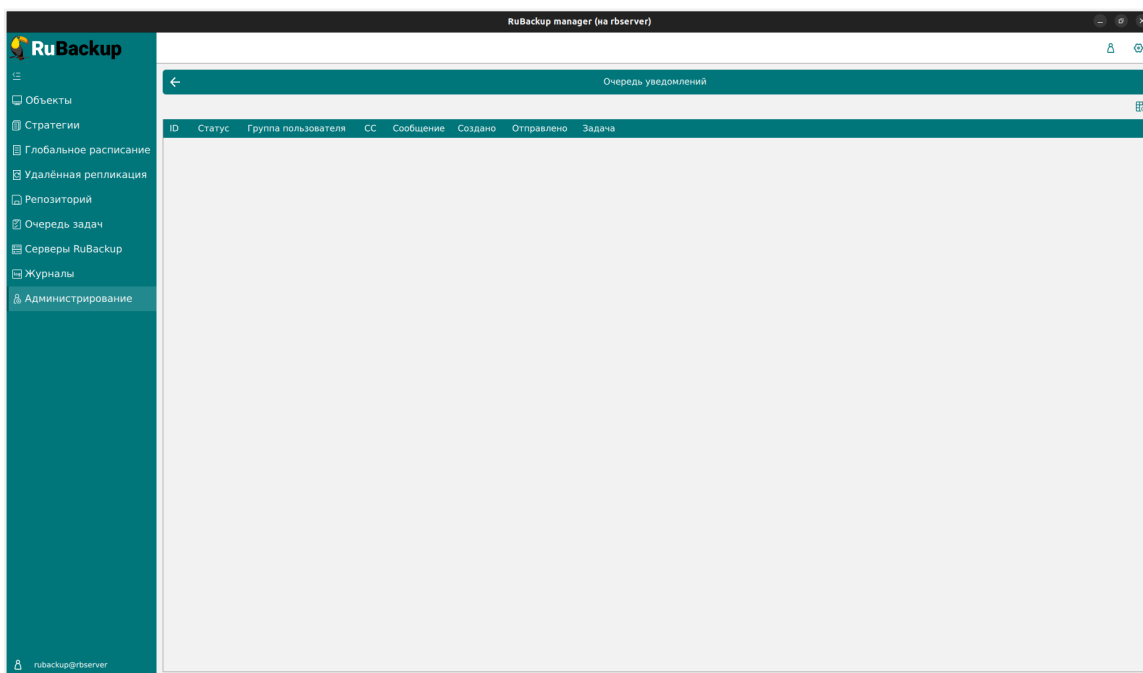 RuBackup manager (на rbserver)
RuBackup
Объекты
Стратегии
Глобальное расписание
Удалённая репликация
Репозиторий
Очередь задач
Серверы RuBackup
Журналы
Администрирование
rubackup@rbserver
Очередь уведомлений
ID Статус Группа пользователя CC Сообщение Создано Отправлено Задача